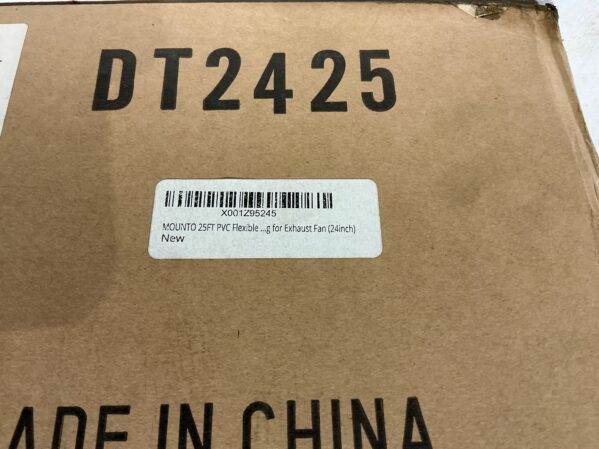 DT2425
X001Z95245
MOUNTO 25FT PVC Flexible ...g for Exhaust Fan (24inch)
New
ADE IN CHINA